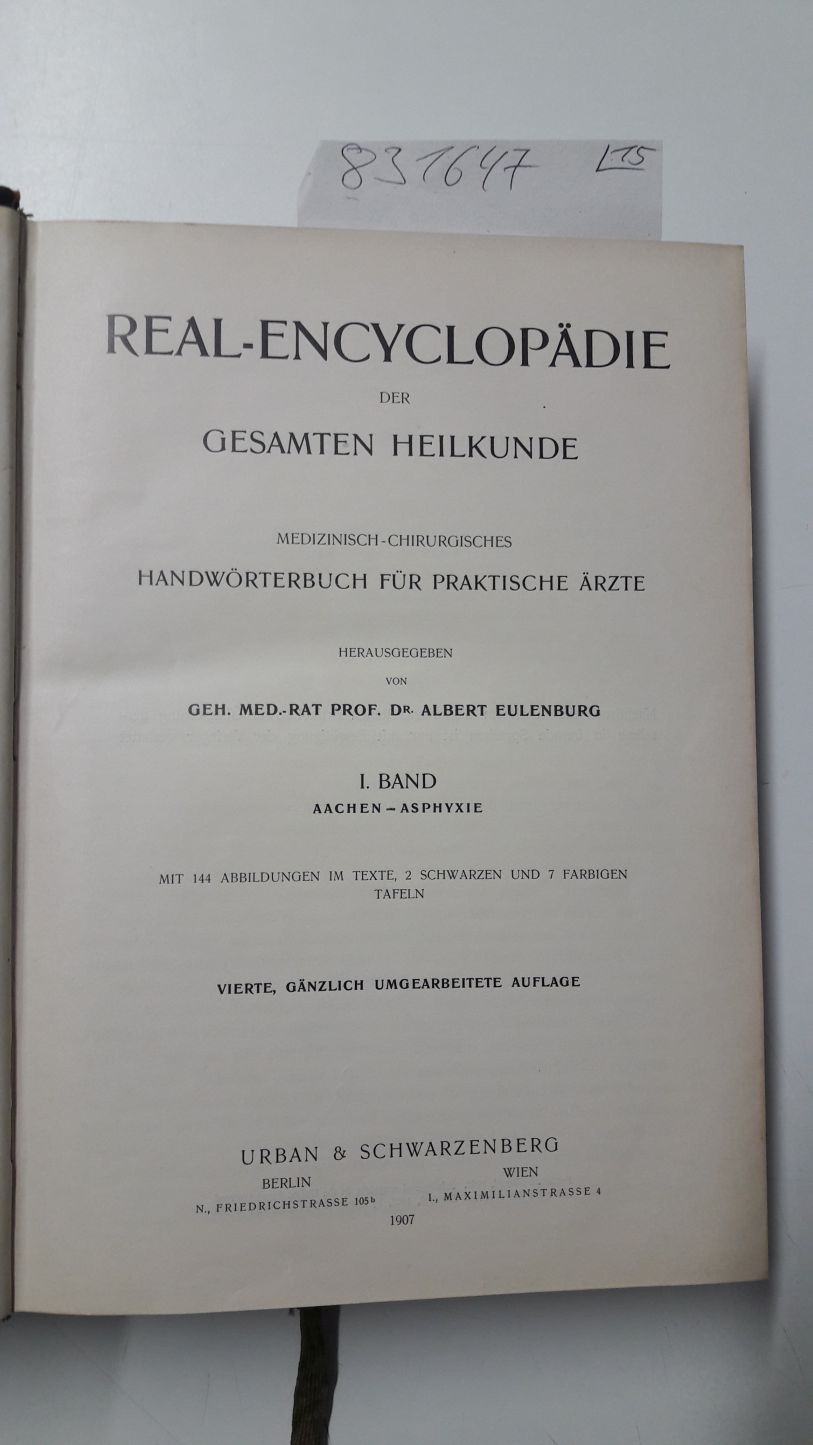 831647 L15
REAL-ENCYCLOPÄDIE
DER
GESAMTEN HEILKUNDE
MEDIZINISCH-CHIRURGISCHES
HANDWÖRTERBUCH FÜR PRAKTISCHE ÄRZTE
HERAUSGEGEBEN
VON
GEH. MED.-RAT PROF. DR. ALBERT EULENBURG
I. BAND
AACHEN – ASPHYXIE
MIT 144 ABBILDUNGEN IM TEXTE, 2 SCHWARZEN UND 7 FARBIGEN
TAFELN
VIERTE, GÄNZLICH UMGEARBEITETE AUFLAGE
URBAN & SCHWARZENBERG
BERLIN WIEN
N., FRIEDRICHSTRASSE 105b I., MAXIMILIANSTRASSE 4
1907